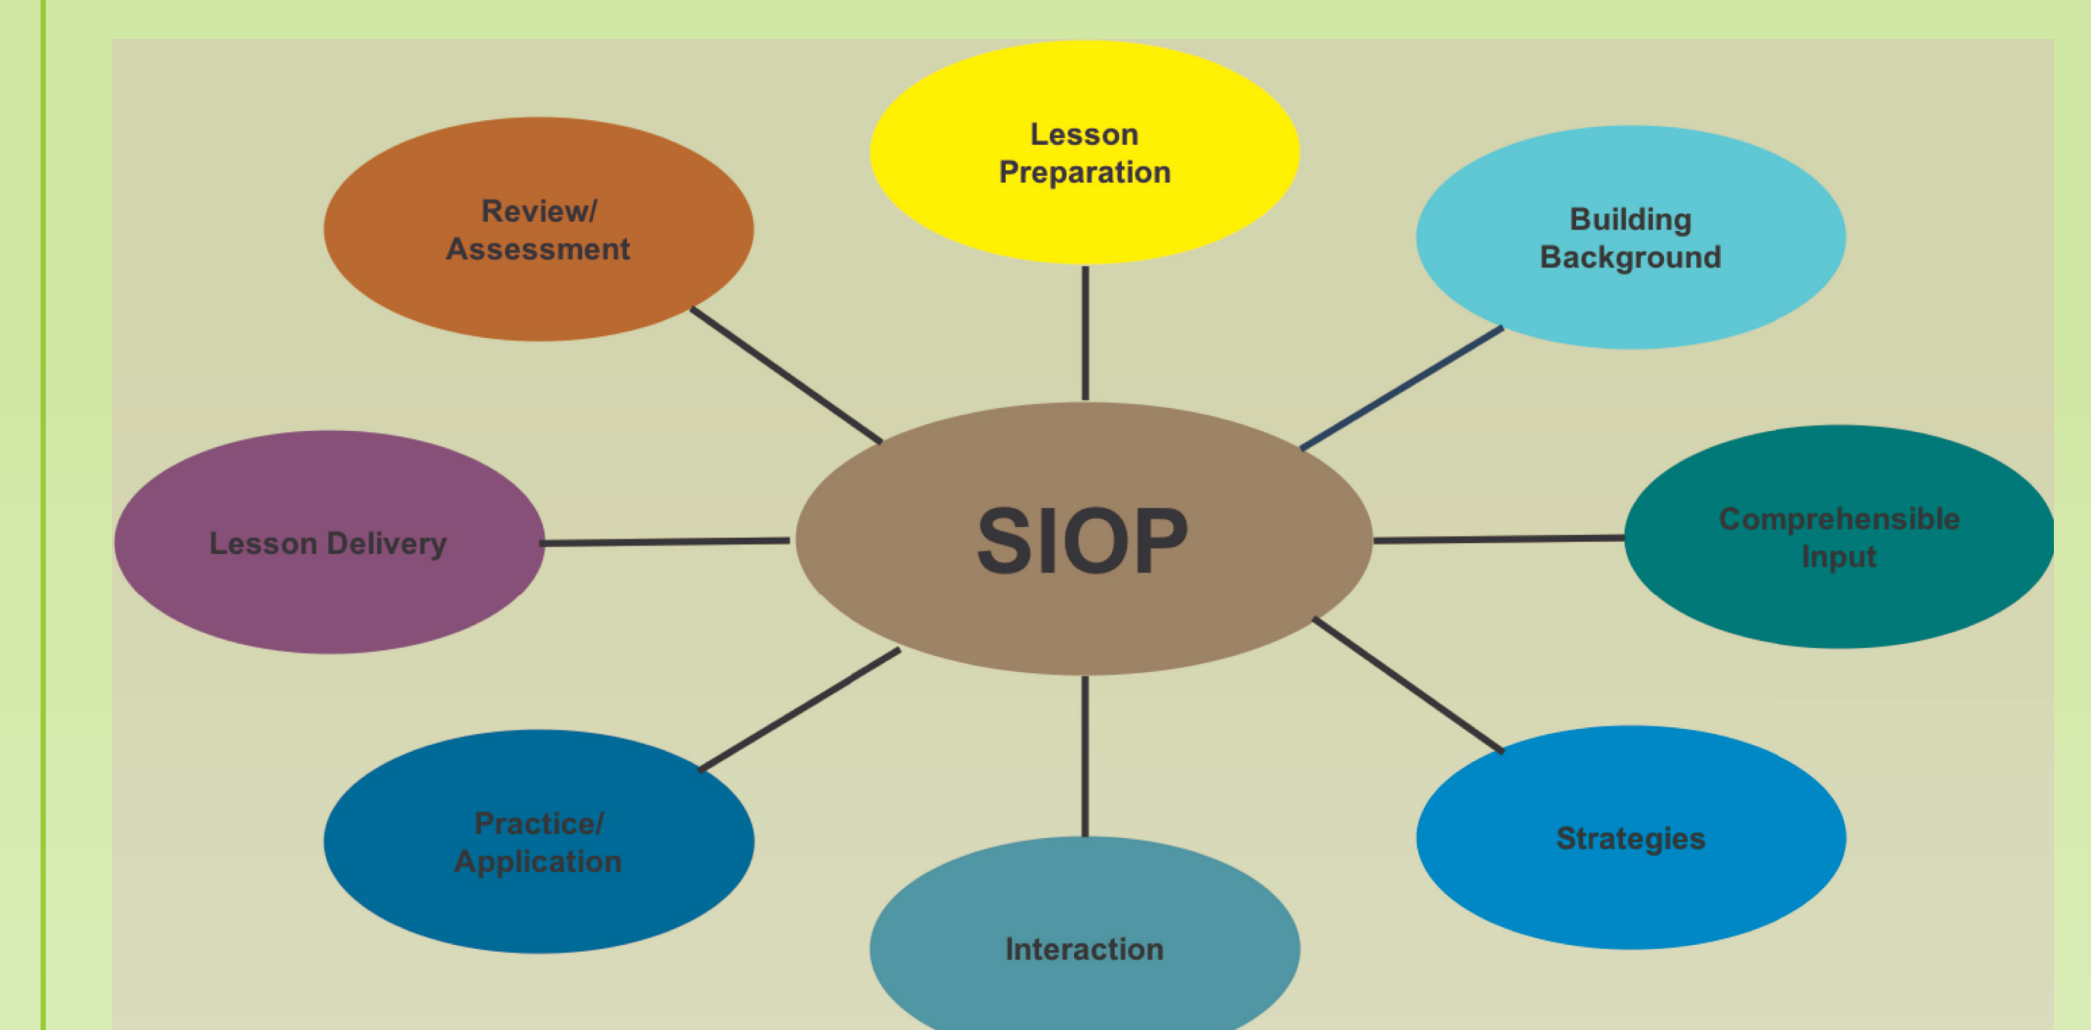 Lesson
Preparation
Review/
Assessment
Building
Background
Lesson Delivery
SIOP
Comprehensible
Input
Practice/
Application
Strategies
Interaction